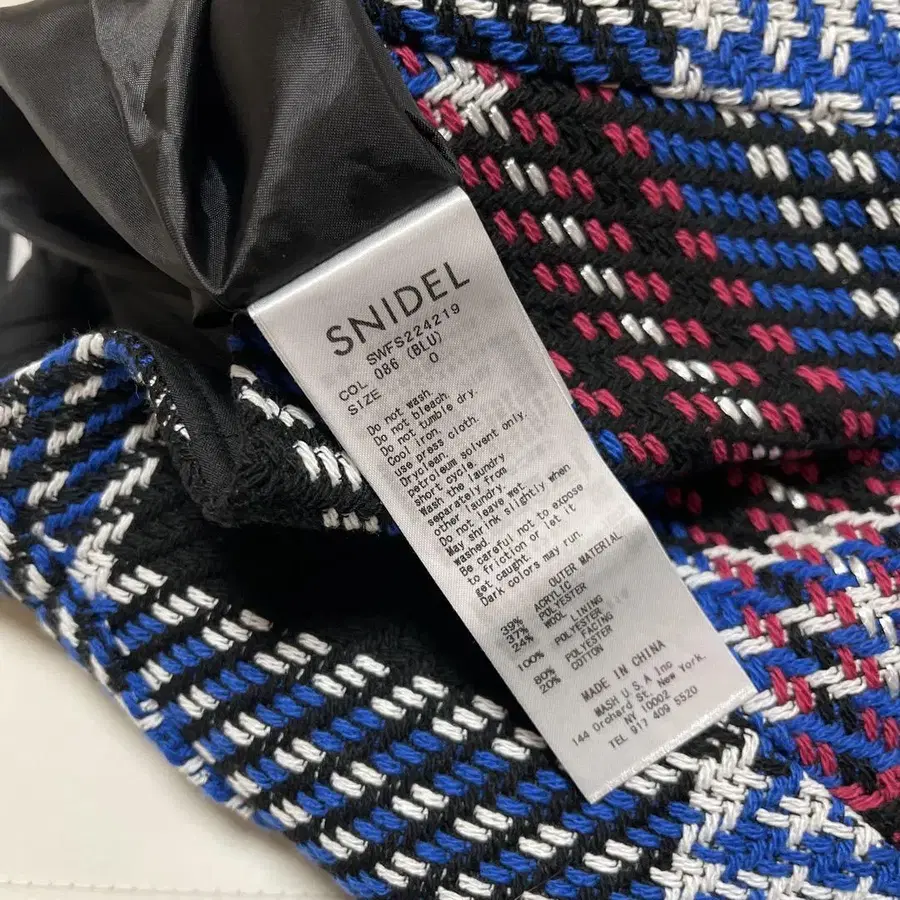 SNIDEL
SWFS224219
COL 086 (BLU)
SIZE 0
Do not wash.
Do not bleach.
Do not tumble dry.
Cool iron.
use press cloth.
Dryclean.
petroleum solvent only.
short cycle.
Wash the laundry
separately from
other laundry.
Do not leave wet.
May shrink slightly when
washed.
Be careful not to expose
to friction or let it
get caught.
Dark colors may run.
OUTER MATERIAL
39% ACRYLIC
37% POLYESTER
24% WOOL
LINING
100% POLYESTER
FACING
80% POLYESTER
20% COTTON
MADE IN CHINA
MASH U.S.A Inc
144 Orchard St. New York.
NY 10002
TEL 917 409 5520